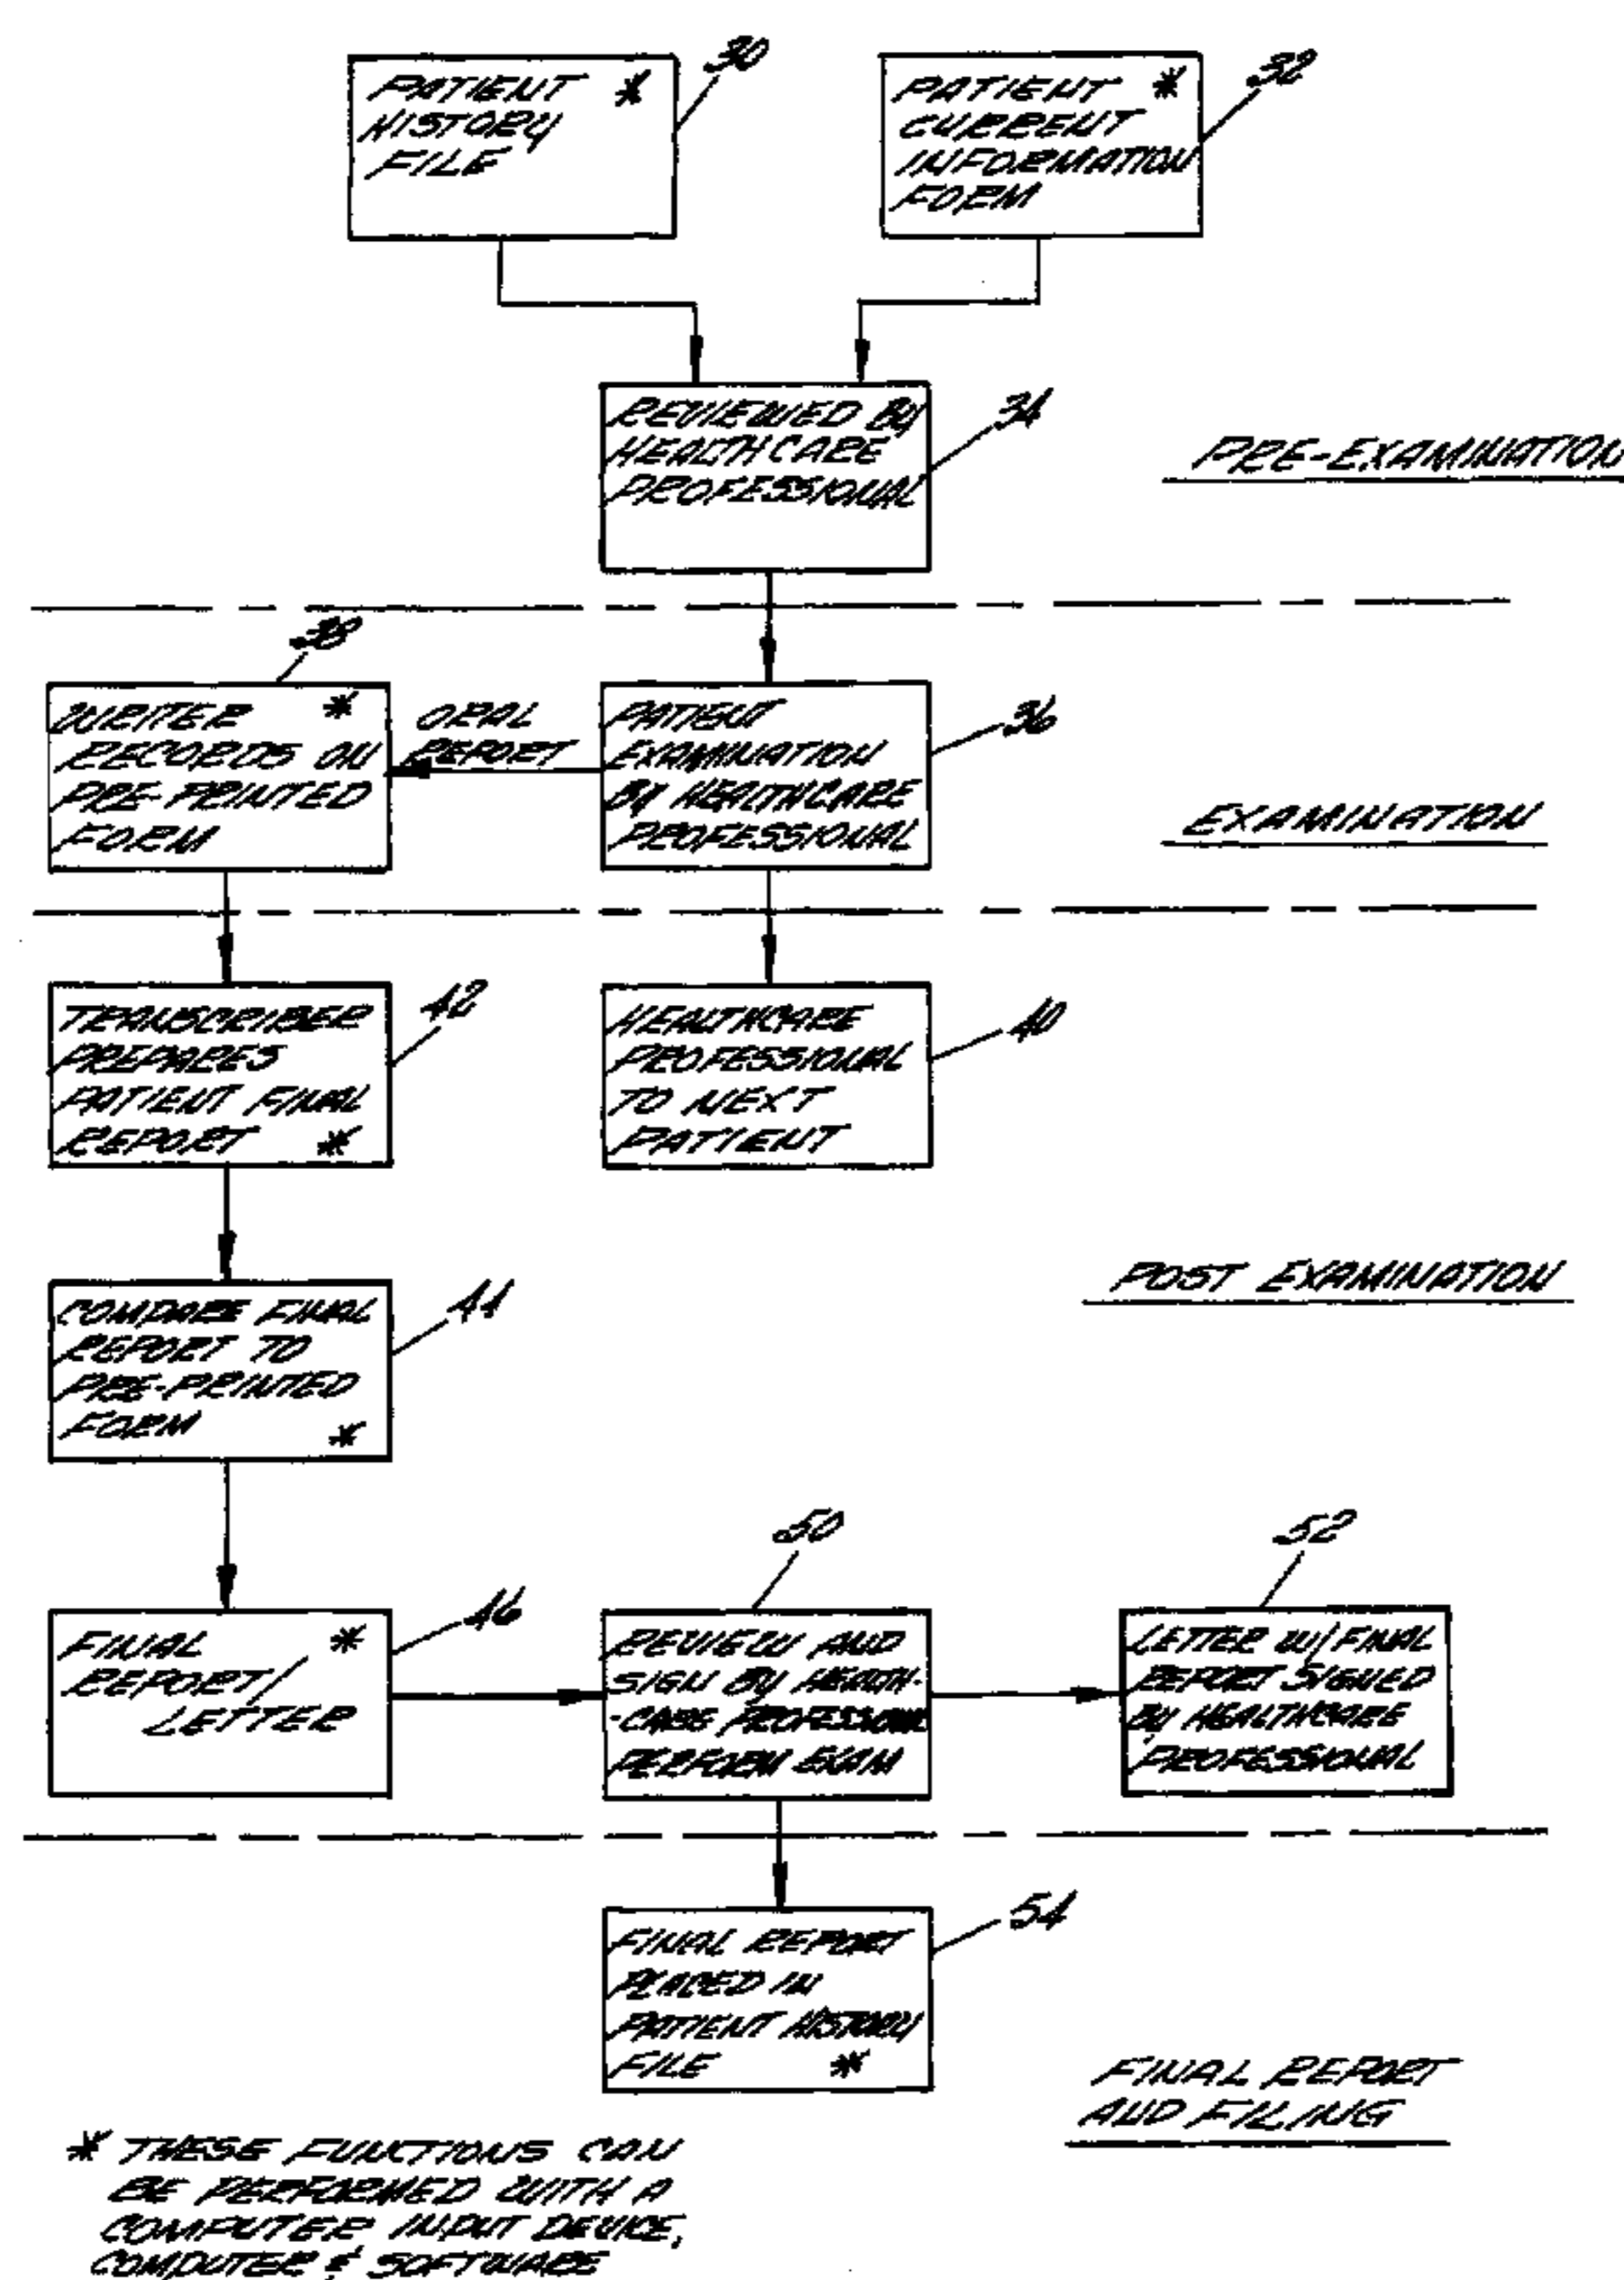 30
PATIENT *
HISTORY
FILE
32
PATIENT *
CURRENT
INFORMATION
FORM
34
REVIEWED BY
HEALTHCARE
PROFESSIONAL
PRE-EXAMINATION
38
WRITER *
RECORDS ON
PRE-PRINTED
FORM
ORAL
REPORT
36
PATIENT
EXAMINATION
BY HEALTHCARE
PROFESSIONAL
EXAMINATION
42
TRANSCRIBER
PREPARES
PATIENT FINAL
REPORT *
40
HEALTHCARE
PROFESSIONAL
TO NEXT
PATIENT
44
COMPARE FINAL
REPORT TO
PRE-PRINTED
FORM *
POST EXAMINATION
46
FINAL *
REPORT/
LETTER
50
REVIEW AND
SIGN BY HEALTH-
-CARE PROFESSIONAL
PERFORM EXAM
52
LETTER W/FINAL
REPORT SIGNED
BY HEALTHCARE
PROFESSIONAL
54
FINAL REPORT
PLACED IN
PATIENT HISTORY
FILE *
FINAL REPORT
AND FILING
* THESE FUNCTIONS CAN
BE PERFORMED WITH A
COMPUTER INPUT DEVICE,
COMPUTER & SOFTWARE